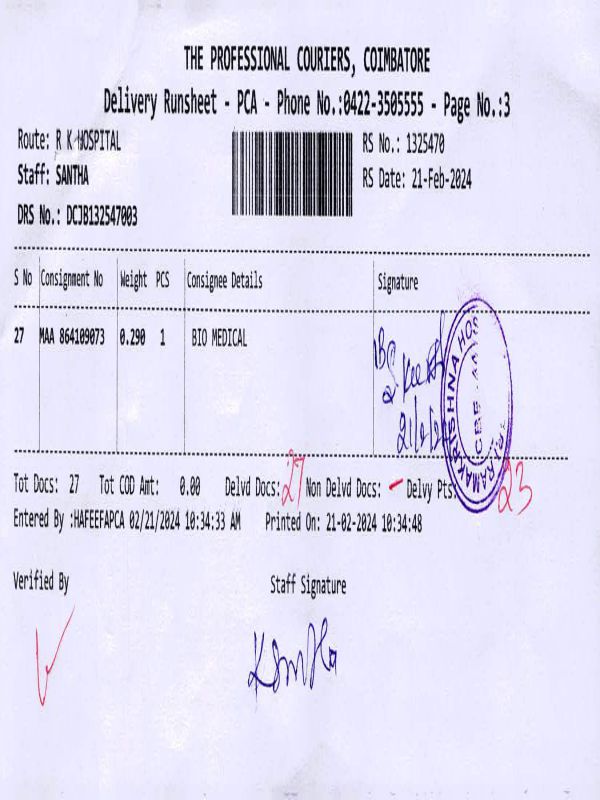 THE PROFESSIONAL COURIERS, COIMBATORE
Delivery Runsheet - PCA - Phone No.:0422-3505555 - Page No.:3
Route: R K HOSPITAL RS No.: 1325470
Staff: SANTHA RS Date: 21-Feb-2024
DRS No.: DCJB132547003
S No Consignment No Weight PCS Consignee Details Signature
27 MAA 864109073 0.290 1 BIO MEDICAL
Tot Docs: 27 Tot COD Amt: 0.00 Delvd Docs: 27 Non Delvd Docs: - Delvy Pts: 23
Entered By :HAFEEFAPCA 02/21/2024 10:34:33 AM Printed On: 21-02-2024 10:34:48
Verified By Staff Signature